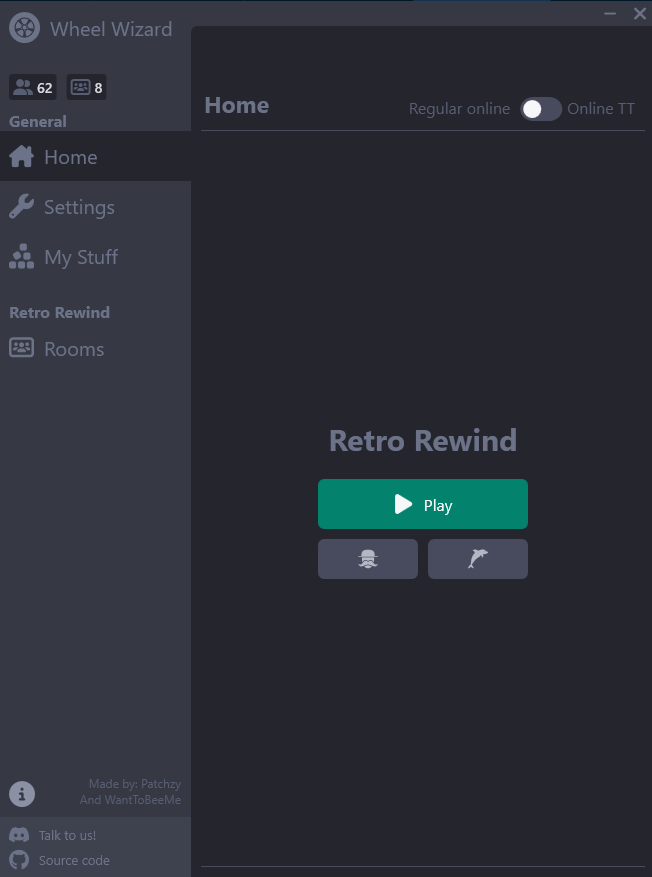 Wheel Wizard
62 8
General
Home
Settings
My Stuff
Retro Rewind
Rooms
Made by: Patchzy
And WantToBeeMe
Talk to us!
Source code
Home
Regular online Online TT
Retro Rewind
Play